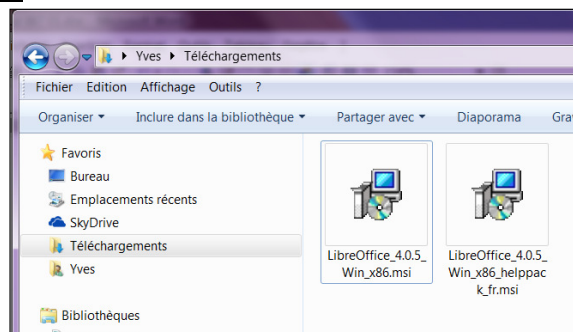 Yves Téléchargements
Fichier Edition Affichage Outils ?
Organiser Inclure dans la bibliothèque Partager avec Diaporama Gra
Favoris
Bureau
Emplacements récents
SkyDrive
Téléchargements
Yves
Bibliothèques
LibreOffice_4.0.5_
Win_x86.msi
LibreOffice_4.0.5_
Win_x86_helppac
k_fr.msi